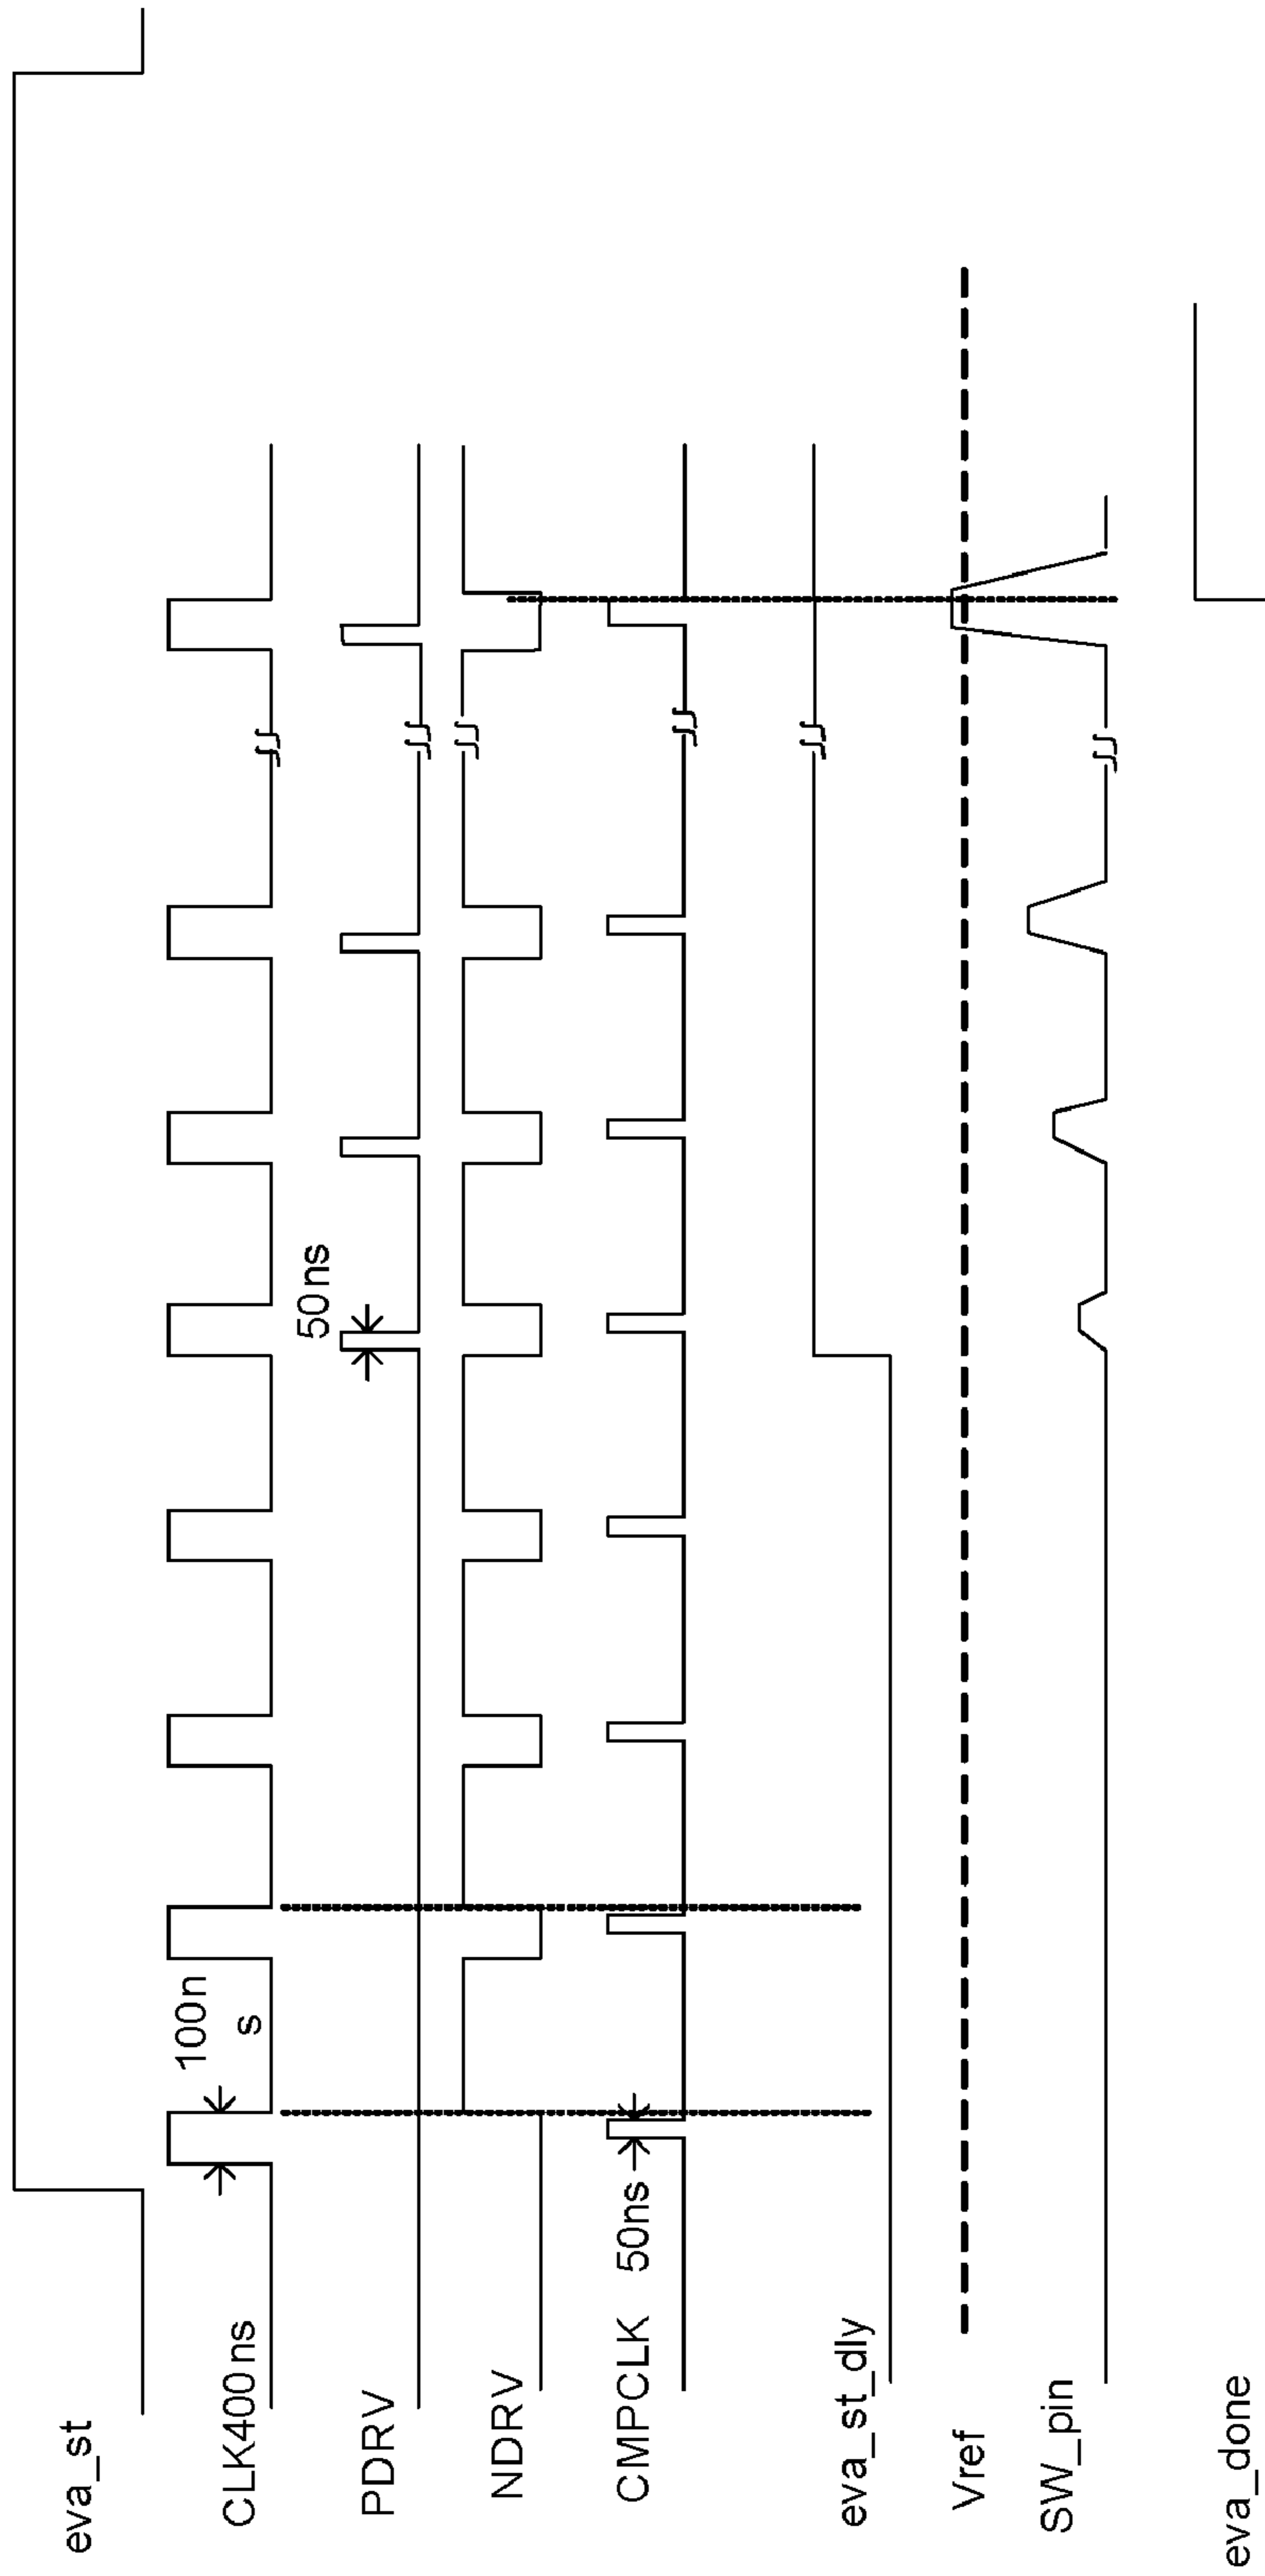 eva_st
CLK400ns
100n
s
PDRV
50ns
NDRV
CMPCLK
50ns
eva_st_dly
Vref
SW_pin
eva_done